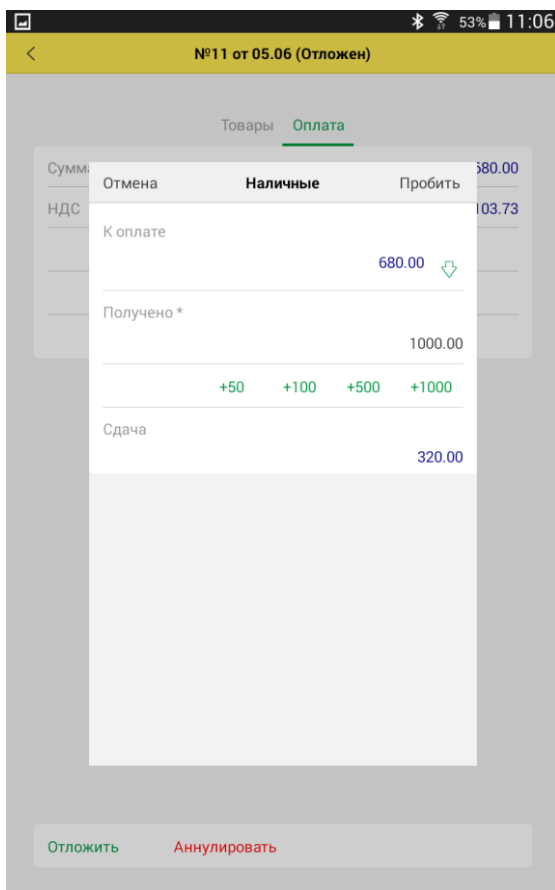 53% 11:06
№11 от 05.06 (Отложен)
Товары Оплата
680.00
НДС 103.73
Отмена Наличные Пробить
К оплате
680.00
Получено *
1000.00
+50 +100 +500 +1000
Сдача
320.00
Отложить Аннулировать